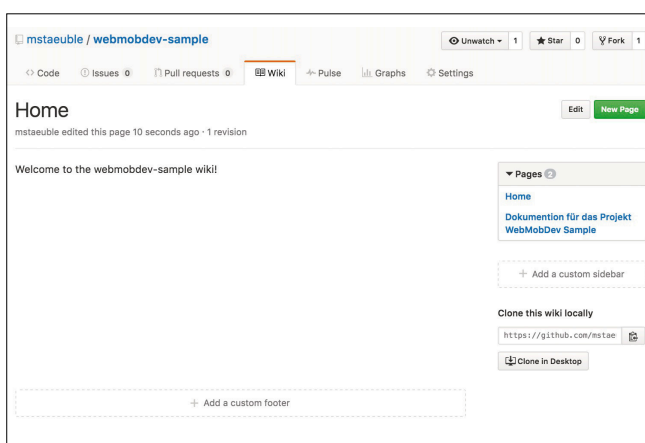 mstaeuble / webmobdev-sample
Unwatch 1 Star 0 Fork 1
Code Issues 0 Pull requests 0 Wiki Pulse Graphs Settings
Home
Edit New Page
mstaeuble edited this page 10 seconds ago · 1 revision
Welcome to the webmobdev-sample wiki!
Pages 2
Home
Dokumention für das Projekt
WebMobDev Sample
+ Add a custom sidebar
Clone this wiki locally
https://github.com/mstae
Clone in Desktop
+ Add a custom footer